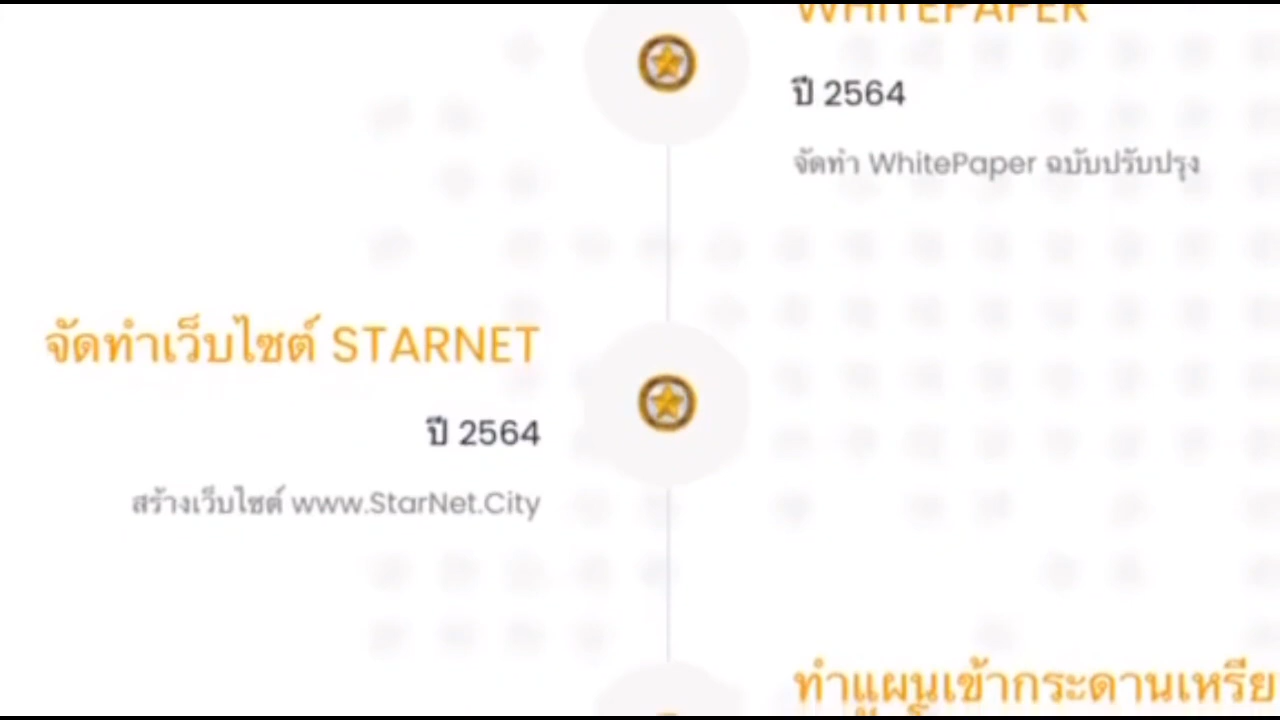 WHITEPAPER
ปี 2564
จัดทำ WhitePaper ฉบับปรับปรุง
จัดทำเว็บไซต์ STARNET
ปี 2564
สร้างเว็บไซต์ www.StarNet.City
ทำแผนเข้ากระดานเหรีย